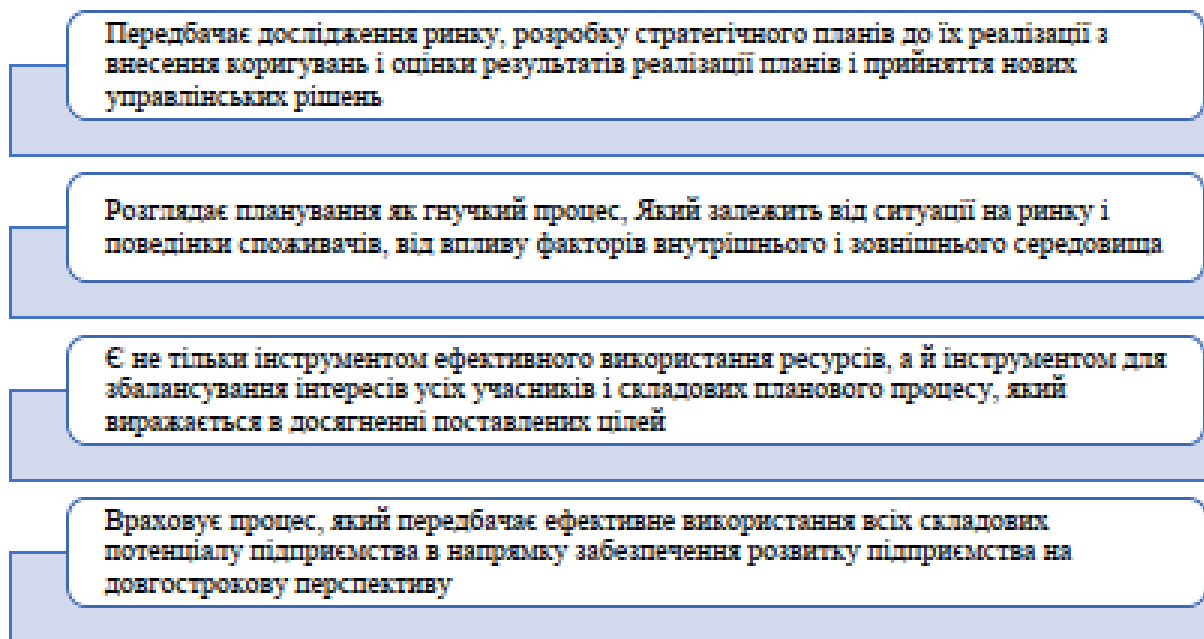 Передбачає дослідження ринку, розробку стратегічного планів до їх реалізації з
внесення коригувань і оцінки результатів реалізації планів і прийняття нових
управлінських рішень
Розглядає планування як гнучкий процес, Який залежить від ситуації на ринку і
поведінки споживачів, від впливу факторів внутрішнього і зовнішнього середовища
Є не тільки інструментом ефективного використання ресурсів, а й інструментом для
збалансування інтересів усіх учасників і складових планового процесу, який
виражається в досягненні поставлених цілей
Враховує процес, який передбачає ефективне використання всіх складових
потенціалу підприємства в напрямку забезпечення розвитку підприємства на
довгострокову перспективу